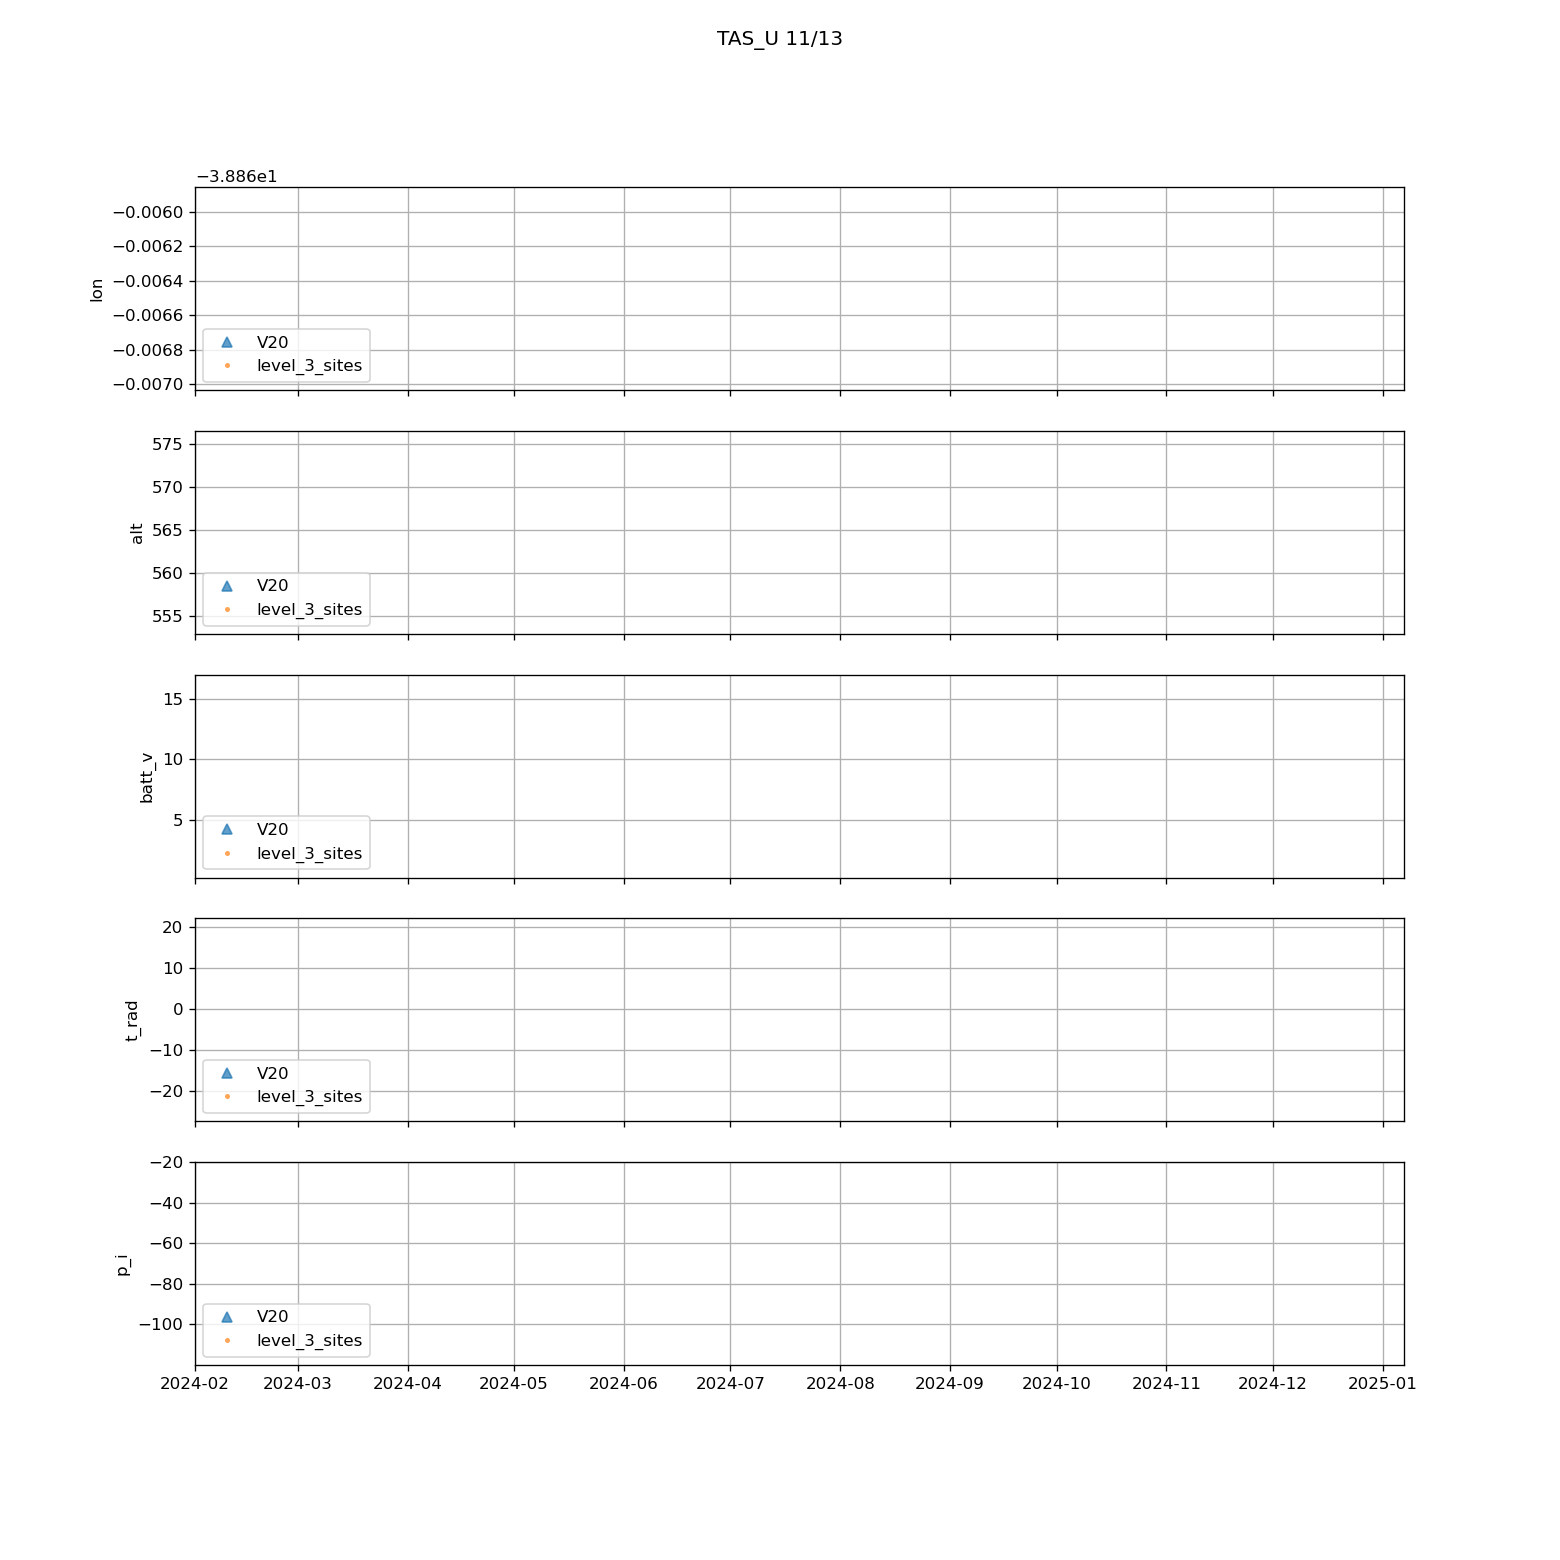 TAS_U 11/13
−3.886e1
−0.0060
−0.0062
−0.0064
−0.0066
−0.0068
−0.0070
lon
V20
level_3_sites
575
570
565
560
555
alt
V20
level_3_sites
15
10
5
batt_v
V20
level_3_sites
20
10
0
−10
−20
t_rad
V20
level_3_sites
−20
−40
−60
−80
−100
p_i
V20
level_3_sites
2024-02 2024-03 2024-04 2024-05 2024-06 2024-07 2024-08 2024-09 2024-10 2024-11 2024-12 2025-01